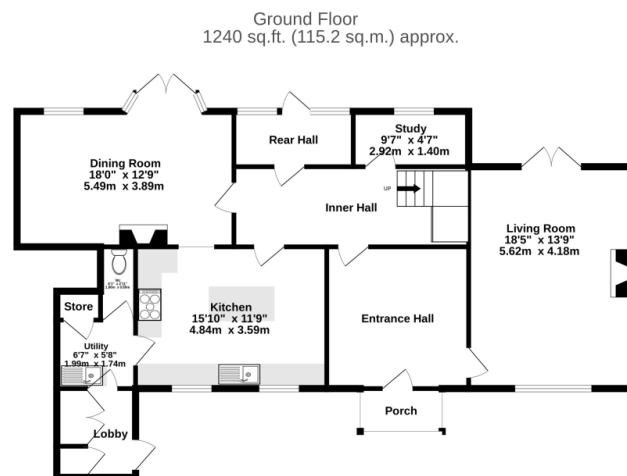 Ground Floor
1240 sq.ft. (115.2 sq.m.) approx.
Rear Hall
Study
9'7" x 4'7"
2.92m x 1.40m
Dining Room
18'0" x 12'9"
5.49m x 3.89m
UP
Inner Hall
Living Room
18'5" x 13'9"
5.62m x 4.18m
Store
Kitchen
15'10" x 11'9"
4.84m x 3.59m
Entrance Hall
Utility
6'7" x 5'8"
1.99m x 1.74m
Porch
Lobby